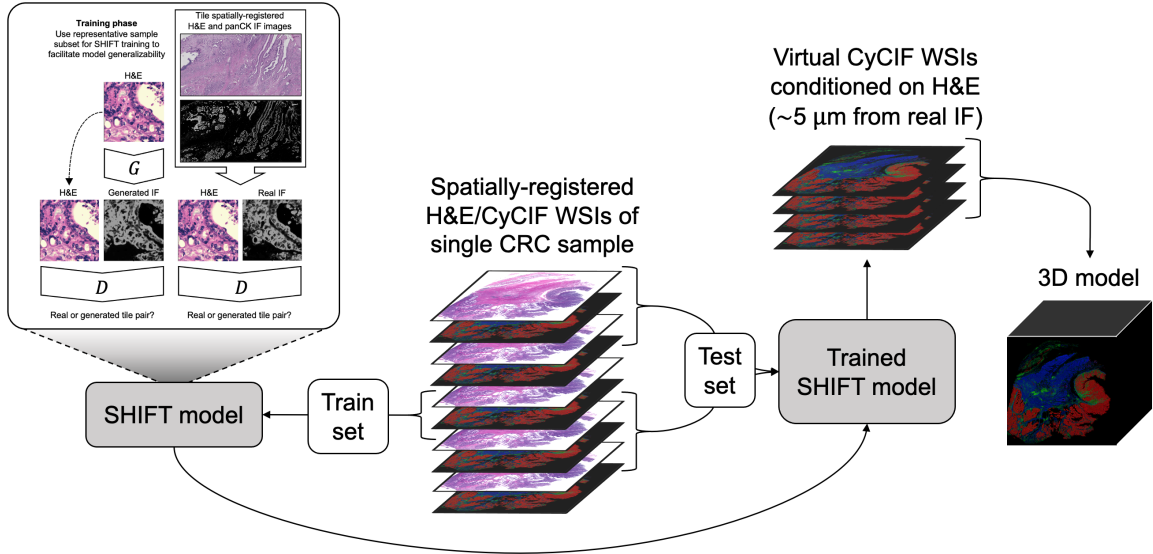 Training phase
Use representative sample
subset for SHIFT training to
facilitate model generalizability
Tile spatially-registered
H&E and panCK IF images
H&E
G
H&E
Generated IF
H&E
Real IF
D
D
Real or generated tile pair?
Real or generated tile pair?
SHIFT model
Train
set
Spatially-registered
H&E/CyCIF WSIs of
single CRC sample
Test
set
Trained
SHIFT model
Virtual CyCIF WSIs
conditioned on H&E
(~5 µm from real IF)
3D model